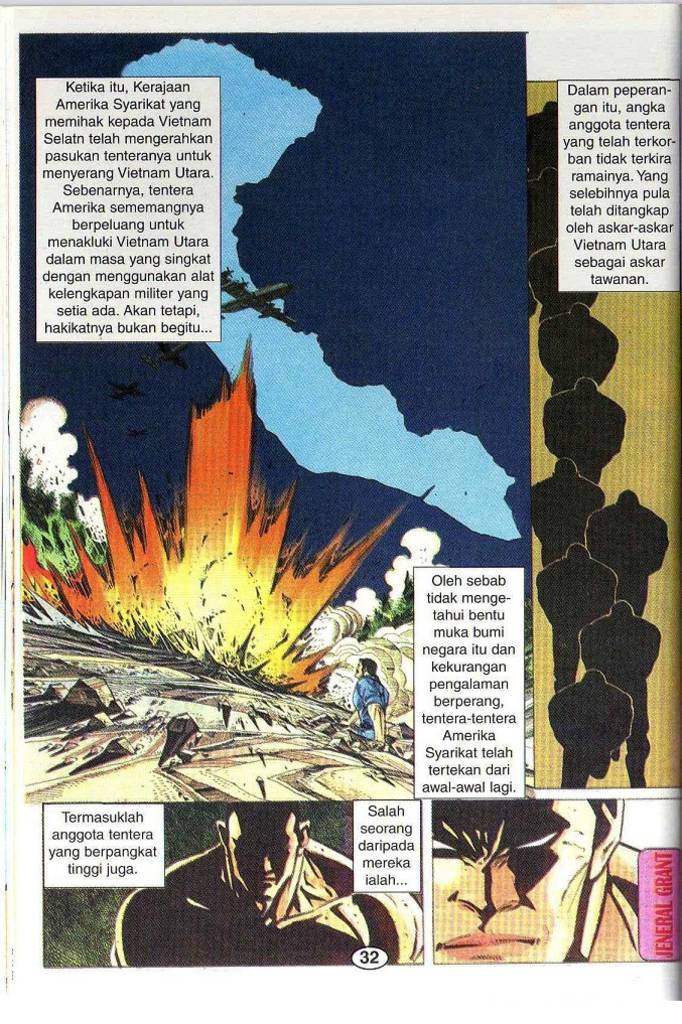 Ketika itu, Kerajaan
Amerika Syarikat yang
memihak kepada Vietnam
Selatn telah mengerahkan
pasukan tenteranya untuk
menyerang Vietnam Utara.
Sebenarnya, tentera
Amerika sememangnya
berpeluang untuk
menakluki Vietnam Utara
dalam masa yang singkat
dengan menggunakan alat
kelengkapan militer yang
setia ada. Akan tetapi,
hakikatnya bukan begitu...
Dalam peperan-
gan itu, angka
anggota tentera
yang telah terkor-
ban tidak terkira
ramainya. Yang
selebihnya pula
telah ditangkap
oleh askar-askar
Vietnam Utara
sebagai askar
tawanan.
Oleh sebab
tidak menge-
tahui bentu
muka bumi
negara itu dan
kekurangan
pengalaman
berperang,
tentera-tentera
Amerika
Syarikat telah
tertekan dari
awal-awal lagi.
Termasuklah
anggota tentera
yang berpangkat
tinggi juga.
Salah
seorang
daripada
mereka
ialah...
JENERAL GRANT
32